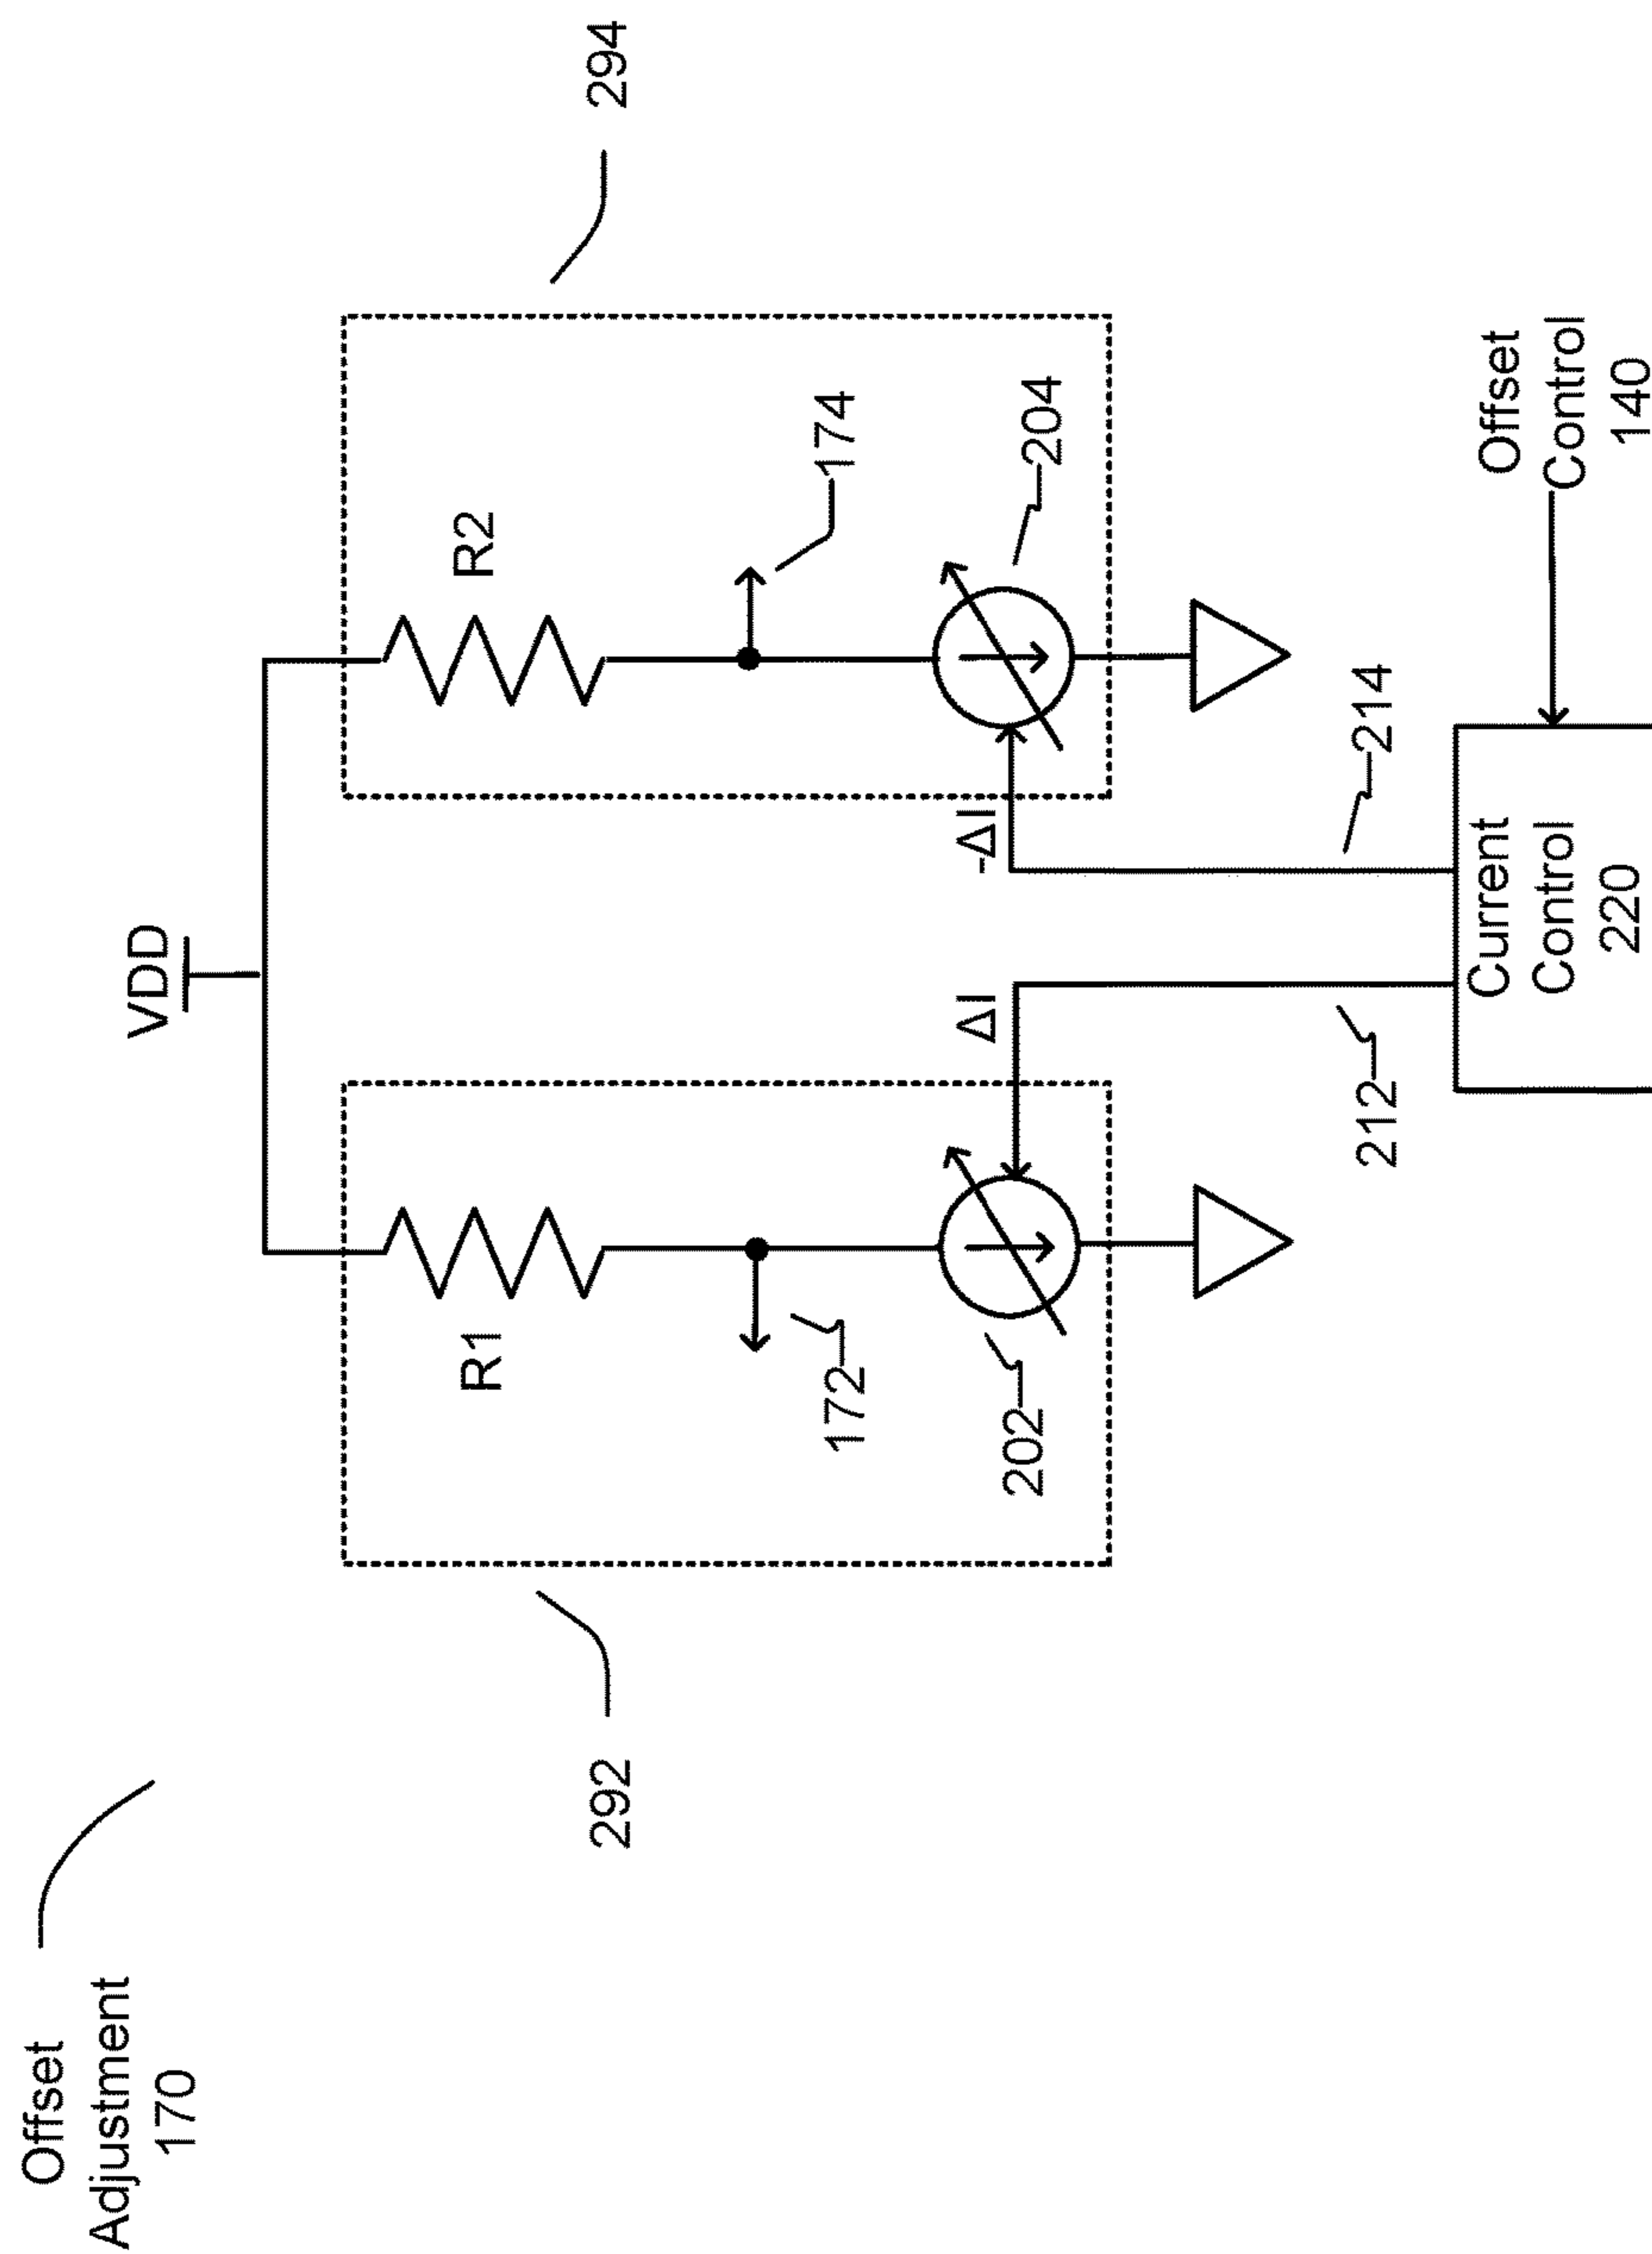 Offset
Adjustment
170
VDD
292
294
R1
R2
172
174
202
204
ΔI
-ΔI
212
214
Current
Control
220
Offset
Control
140